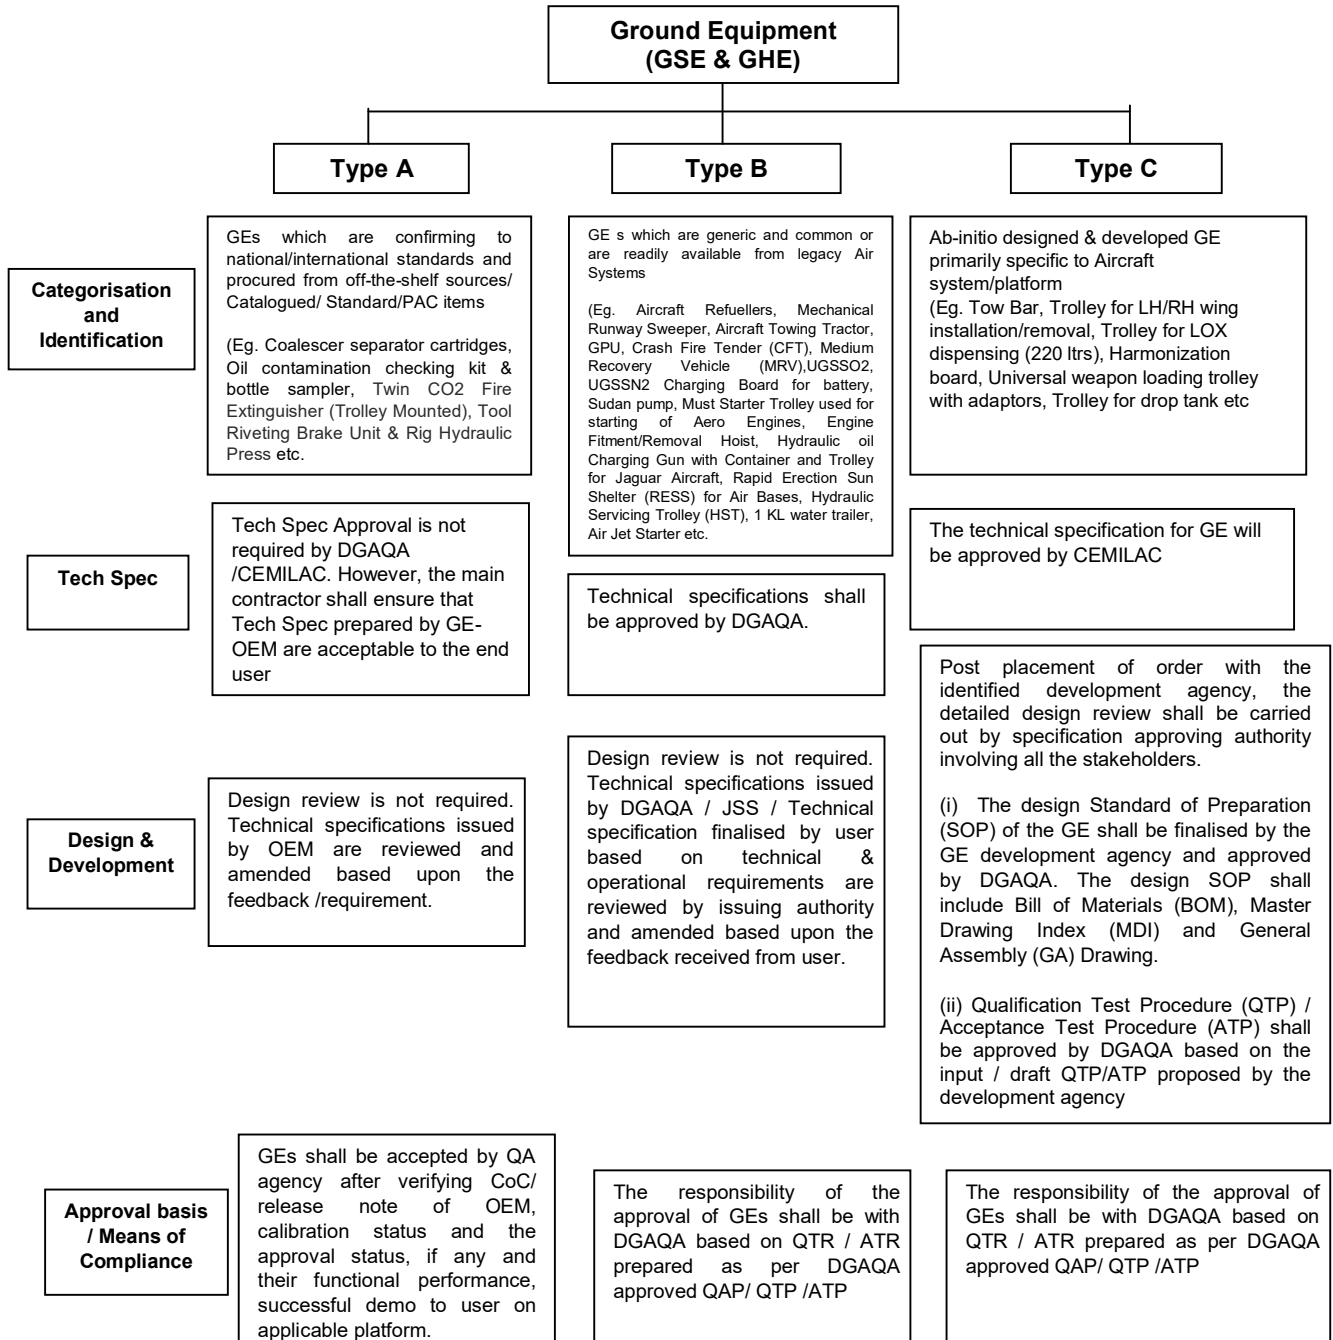 Ground Equipment
(GSE & GHE)
Type A
Type B
Type C
Categorisation
and
Identification
GEs which are confirming to
national/international standards and
procured from off-the-shelf sources/
Catalogued/ Standard/PAC items
(Eg. Coalescer separator cartridges,
Oil contamination checking kit &
bottle sampler, Twin CO2 Fire
Extinguisher (Trolley Mounted), Tool
Riveting Brake Unit & Rig Hydraulic
Press etc.
GE s which are generic and common or
are readily available from legacy Air
Systems
(Eg. Aircraft Refuellers, Mechanical
Runway Sweeper, Aircraft Towing Tractor,
GPU, Crash Fire Tender (CFT), Medium
Recovery Vehicle (MRV),UGSSO2,
UGSSN2 Charging Board for battery,
Sudan pump, Must Starter Trolley used for
starting of Aero Engines, Engine
Fitment/Removal Hoist, Hydraulic oil
Charging Gun with Container and Trolley
for Jaguar Aircraft, Rapid Erection Sun
Shelter (RESS) for Air Bases, Hydraulic
Servicing Trolley (HST), 1 KL water trailer,
Air Jet Starter etc.
Ab-initio designed & developed GE
primarily specific to Aircraft
system/platform
(Eg. Tow Bar, Trolley for LH/RH wing
installation/removal, Trolley for LOX
dispensing (220 ltrs), Harmonization
board, Universal weapon loading trolley
with adaptors, Trolley for drop tank etc
Tech Spec
Tech Spec Approval is not
required by DGAQA
/CEMILAC. However, the main
contractor shall ensure that
Tech Spec prepared by GE-
OEM are acceptable to the end
user
Technical specifications shall
be approved by DGAQA.
The technical specification for GE will
be approved by CEMILAC
Design &
Development
Design review is not required.
Technical specifications issued
by OEM are reviewed and
amended based upon the
feedback /requirement.
Design review is not required.
Technical specifications issued
by DGAQA / JSS / Technical
specification finalised by user
based on technical &
operational requirements are
reviewed by issuing authority
and amended based upon the
feedback received from user.
Post placement of order with the
identified development agency, the
detailed design review shall be carried
out by specification approving authority
involving all the stakeholders.
(i) The design Standard of Preparation
(SOP) of the GE shall be finalised by the
GE development agency and approved
by DGAQA. The design SOP shall
include Bill of Materials (BOM), Master
Drawing Index (MDI) and General
Assembly (GA) Drawing.
(ii) Qualification Test Procedure (QTP) /
Acceptance Test Procedure (ATP) shall
be approved by DGAQA based on the
input / draft QTP/ATP proposed by the
development agency
Approval basis
/ Means of
Compliance
GEs shall be accepted by QA
agency after verifying CoC/
release note of OEM,
calibration status and the
approval status, if any and
their functional performance,
successful demo to user on
applicable platform.
The responsibility of the
approval of GEs shall be with
DGAQA based on QTR / ATR
prepared as per DGAQA
approved QAP/ QTP /ATP
The responsibility of the approval of
GEs shall be with DGAQA based on
QTR / ATR prepared as per DGAQA
approved QAP/ QTP /ATP